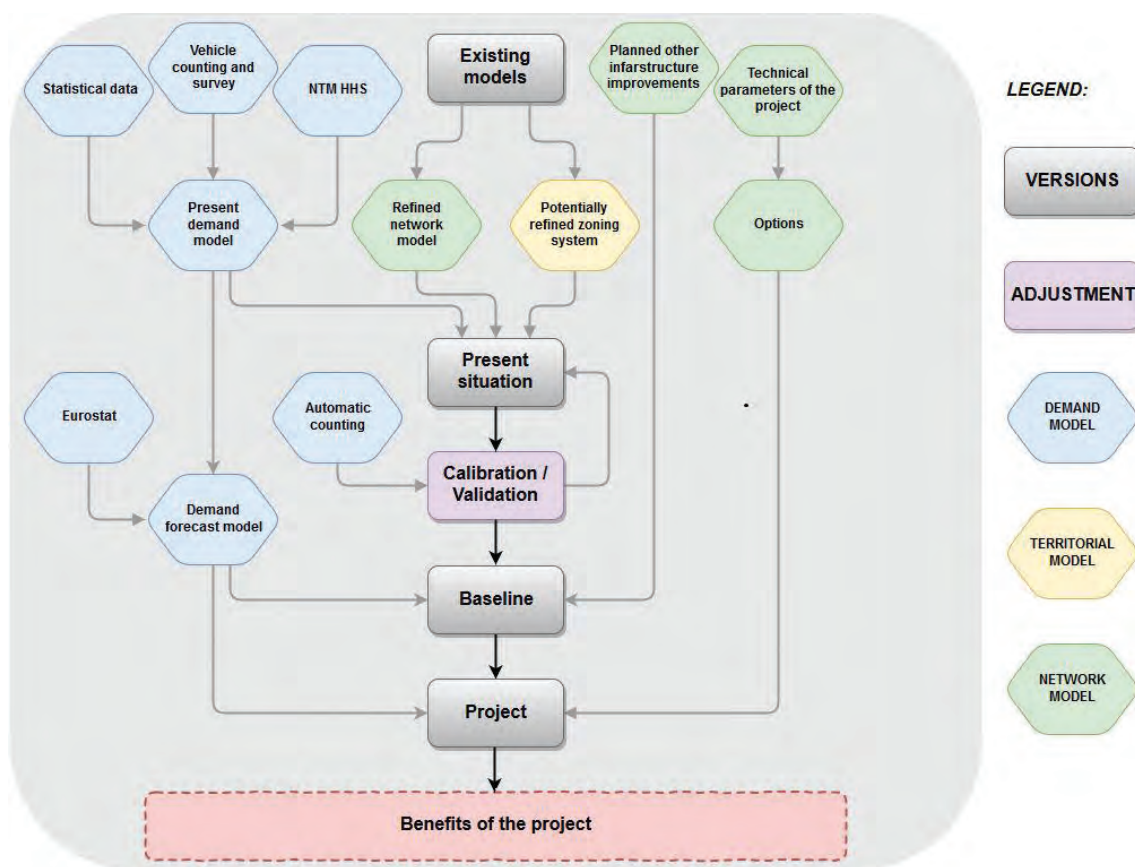 Statistical data
Vehicle
counting and
survey
NTM HHS
Existing
models
Planned other
infarstructure
improvements
Technical
parameters of the
project
LEGEND:
VERSIONS
Present
demand
model
Refined
network
model
Potentially
refined zoning
system
Options
ADJUSTMENT
Present
situation
Eurostat
Automatic
counting
DEMAND
MODEL
Calibration /
Validation
Demand
forecast model
TERRITORIAL
MODEL
Baseline
NETWORK
MODEL
Project
Benefits of the project